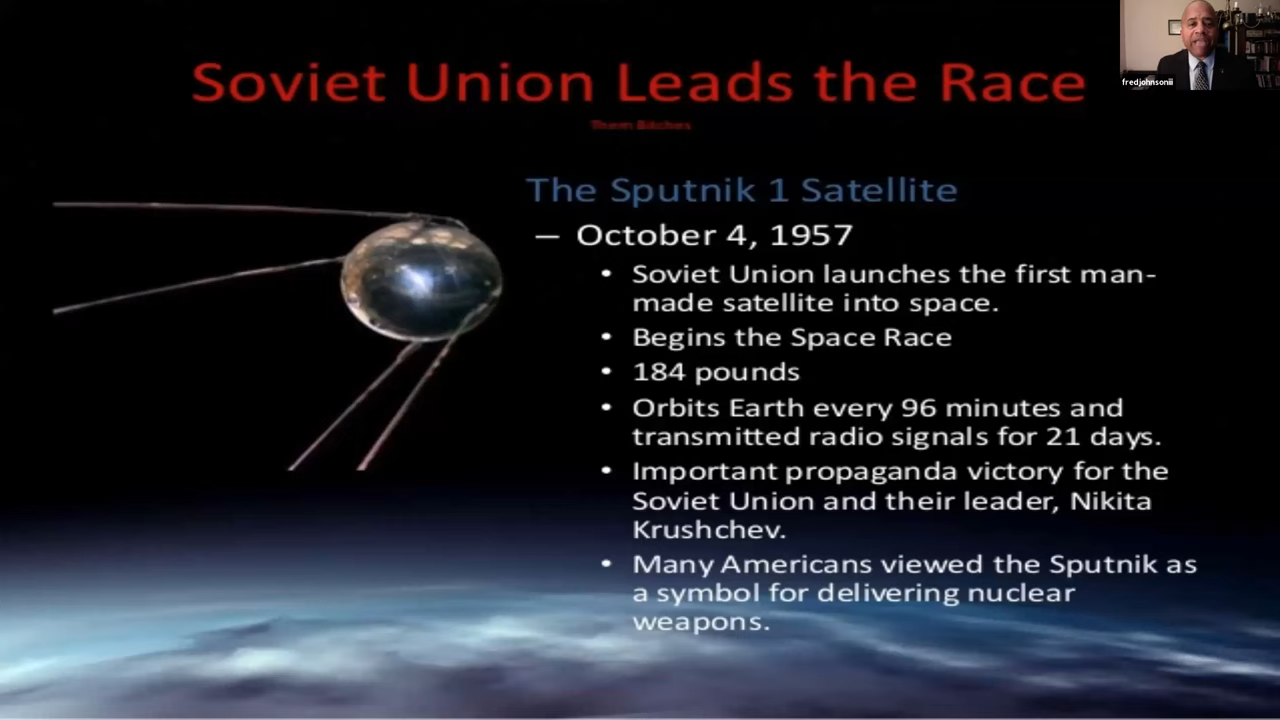 Soviet Union Leads the Race
Them Bitches
fredjohnsoniii
The Sputnik 1 Satellite
– October 4, 1957
• Soviet Union launches the first man-
made satellite into space.
• Begins the Space Race
• 184 pounds
• Orbits Earth every 96 minutes and
transmitted radio signals for 21 days.
• Important propaganda victory for the
Soviet Union and their leader, Nikita
Krushchev.
• Many Americans viewed the Sputnik as
a symbol for delivering nuclear
weapons.